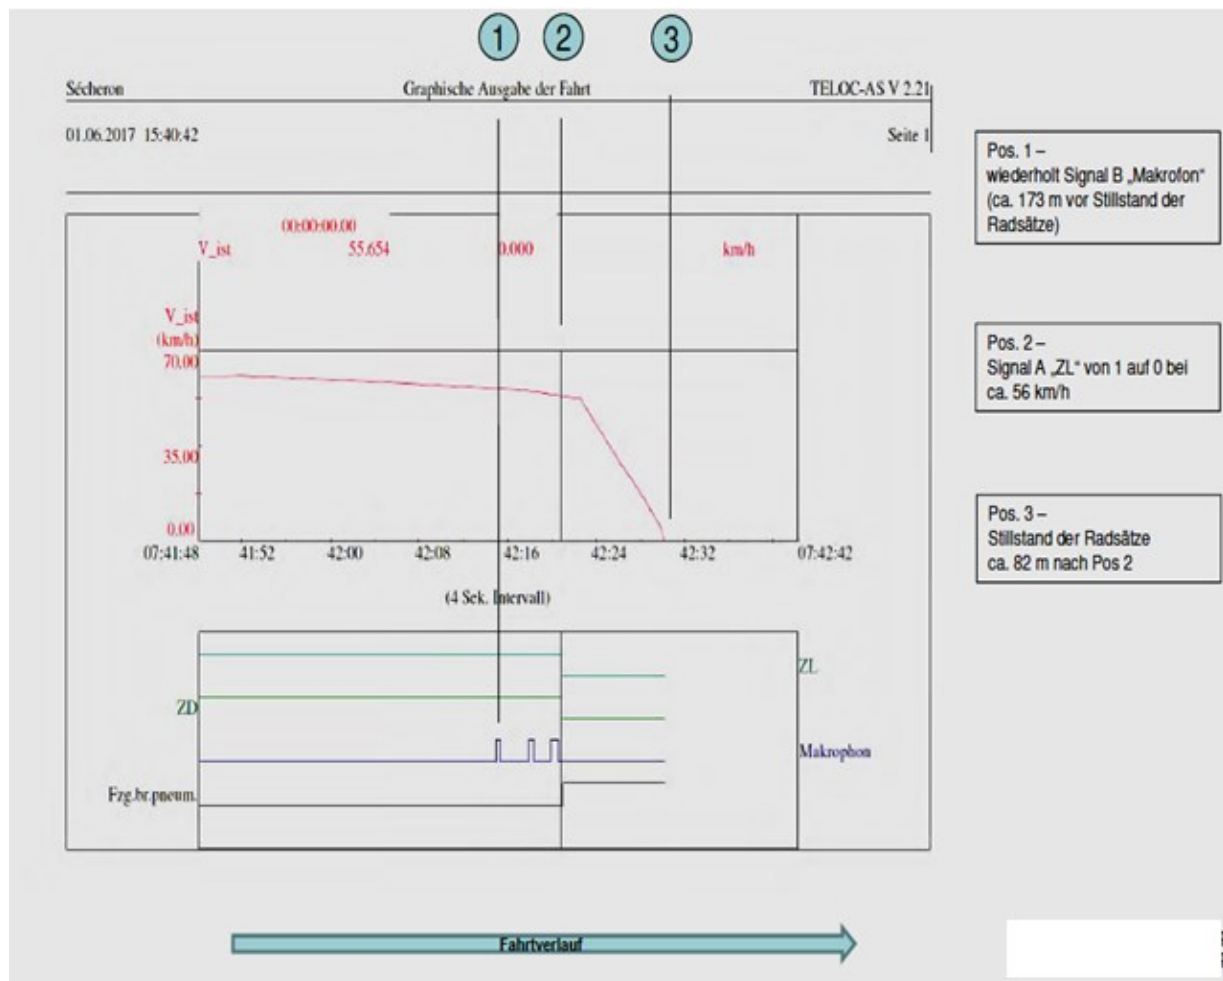 1 2 3
Sécheron Graphische Ausgabe der Fahrt TELOC-AS V 2.21
01.06.2017 15:40:42 Seite 1
00:00:00.00
V_ist 55.654 0.000 km/h
V_ist
(km/h)
70.00
35.00
0.00
07:41:48 41:52 42:00 42:08 42:16 42:24 42:32 07:42:42
(4 Sek. Intervall)
ZL
ZD
Makrophon
Fzg.br.pneum.
Fahrtverlauf
Pos. 1 –
wiederholt Signal B „Makrofon“
(ca. 173 m vor Stillstand der
Radsätze)
Pos. 2 –
Signal A „ZL“ von 1 auf 0 bei
ca. 56 km/h
Pos. 3 –
Stillstand der Radsätze
ca. 82 m nach Pos 2